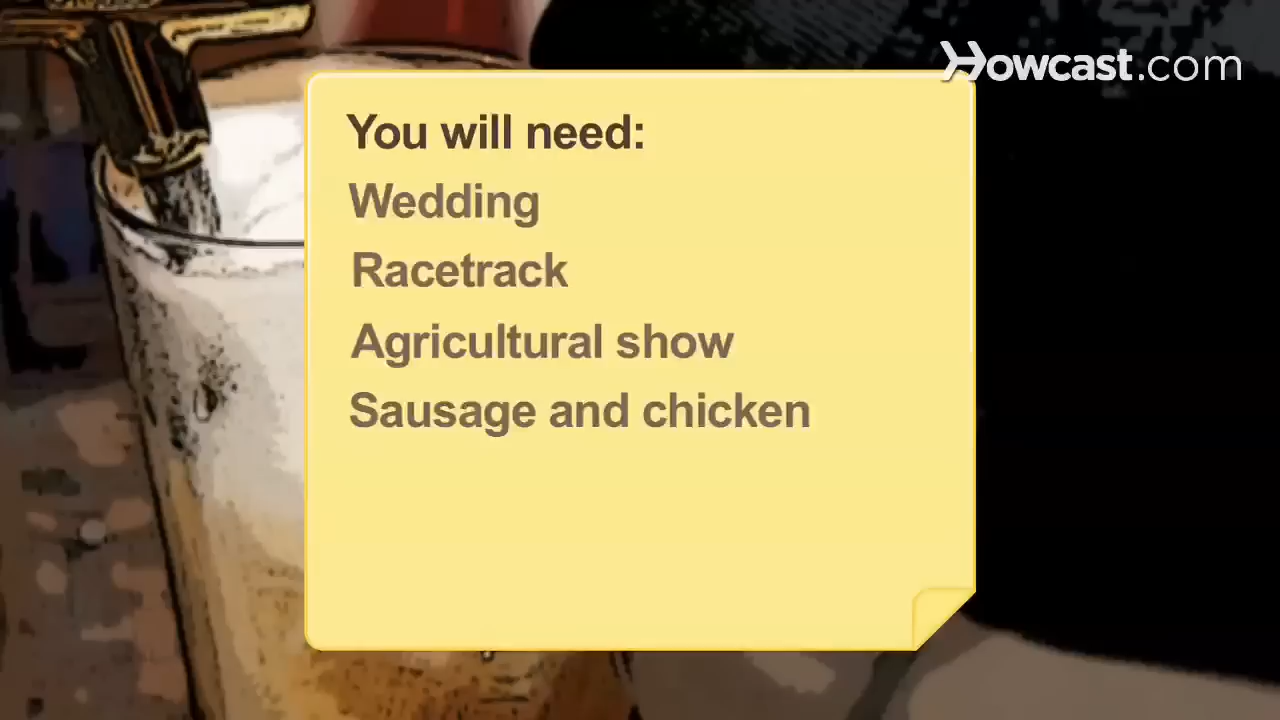 Howcast.com
You will need:
Wedding
Racetrack
Agricultural show
Sausage and chicken